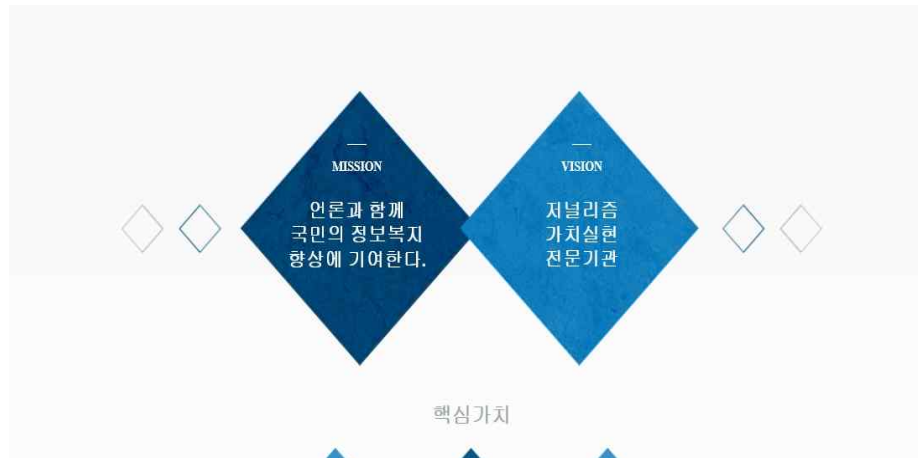 MISSION
언론과 함께
국민의 정보복지
향상에 기여한다.
VISION
저널리즘
가치실현
전문기관
핵심가치